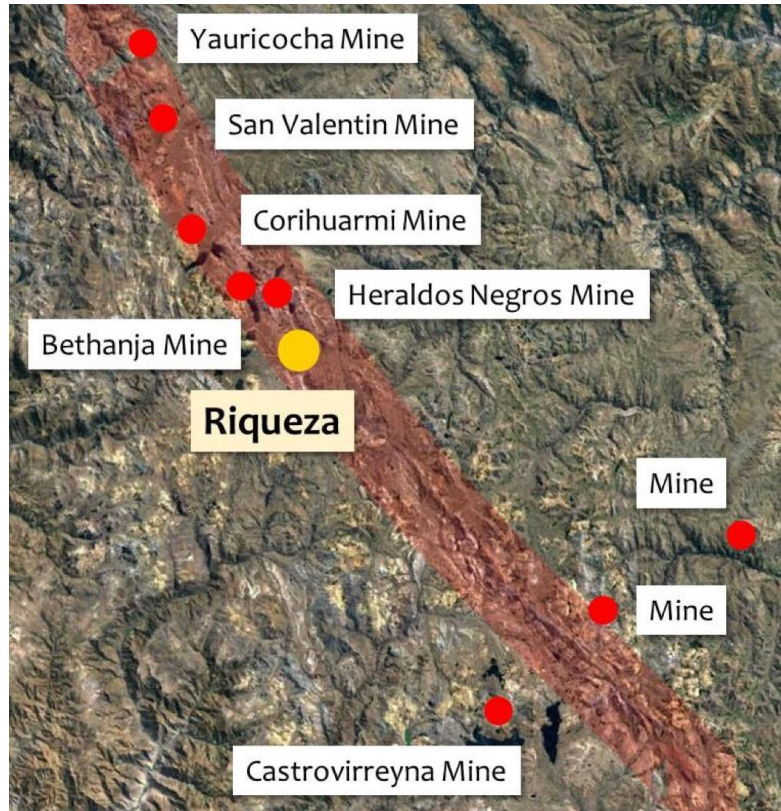 Yauricocha Mine
San Valentin Mine
Corihuarmi Mine
Heraldos Negros Mine
Bethanja Mine
Riqueza
Mine
Mine
Castrovirreyna Mine